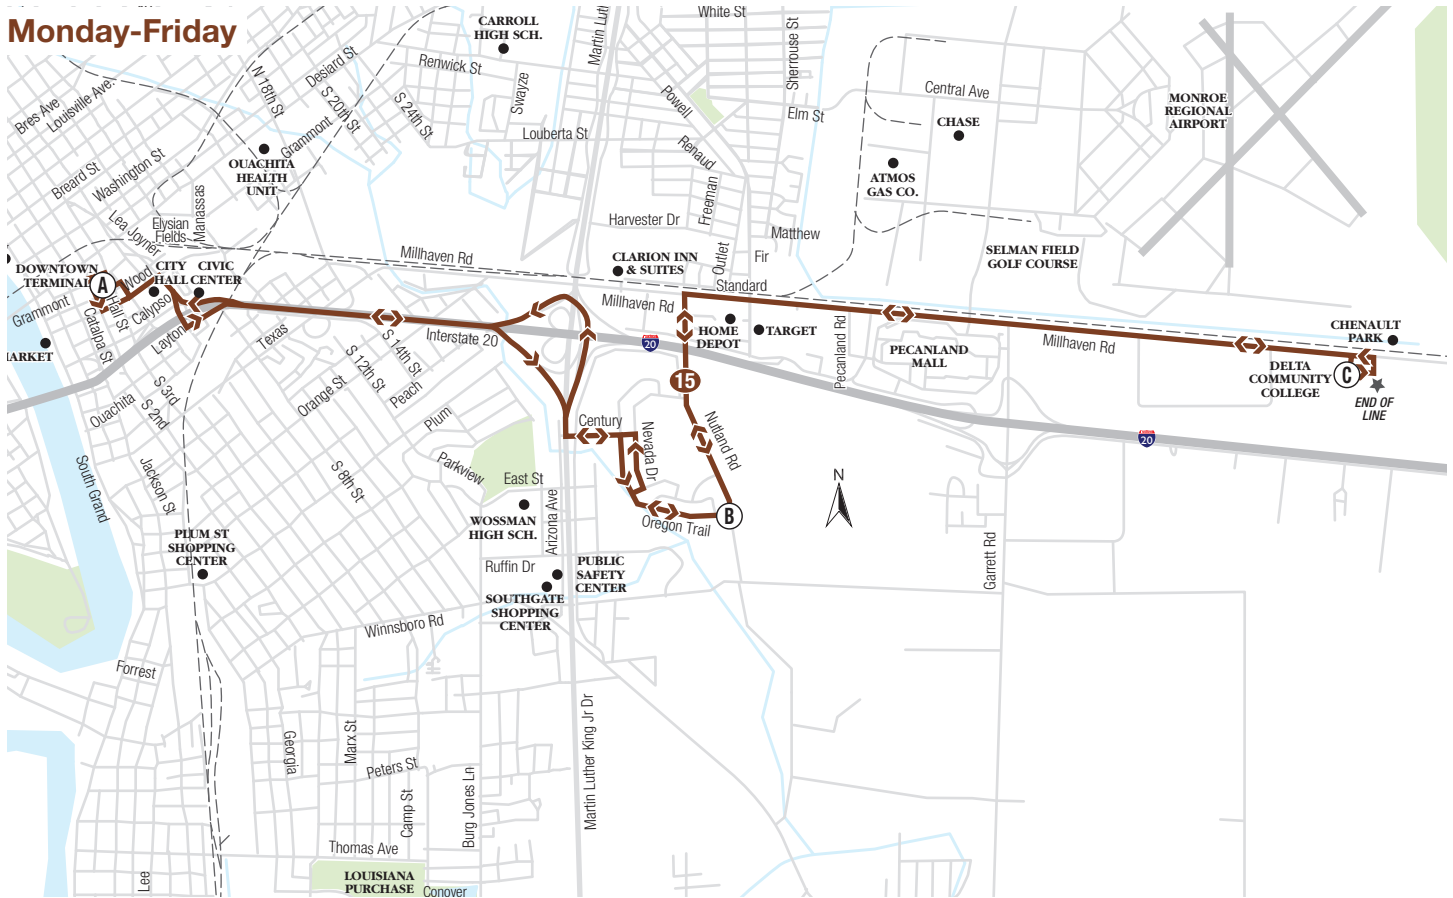 Monday-Friday
CARROLL
HIGH SCH.
Martin Lut
White St
Sherrouse St
Renwick St
Desiard St
N 18th St
S 20th St
S 24th St
Swayze
Powell
Bres Ave
Louisville Ave.
Central Ave
MONROE
REGIONAL
AIRPORT
Elm St
CHASE
Louberta St
Grammont
Renaud
OUACHITA
HEALTH
UNIT
ATMOS
GAS CO.
Breard St
Washington St
Manassas
Freeman
Harvester Dr
Lea Joyner
Elysian
Fields
Matthew
Millhaven Rd
CLARION INN
& SUITES
Outlet
Fir
Standard
SELMAN FIELD
GOLF COURSE
DOWNTOWN
TERMINAL
A
Wood
CITY
HALL
CIVIC
CENTER
Grammont
Hall St
Calypso
Catalpa St
Layton
Texas
Interstate 20
Millhaven Rd
20
HOME
DEPOT
TARGET
Pecanland Rd
PECANLAND
MALL
Millhaven Rd
CHENAULT
PARK
DELTA
COMMUNITY
COLLEGE
C
END OF
LINE
ARKET
S 14th St
S 12th St
Orange St
Peach
Plum
15
S 3rd
S 2nd
Ouachita
Century
Nevada Dr
Nutland Rd
20
South Grand
Jackson St
S 8th St
Parkview
East St
Arizona Ave
WOSSMAN
HIGH SCH.
Oregon Trail
B
N
PLUM ST
SHOPPING
CENTER
Ruffin Dr
PUBLIC
SAFETY
CENTER
SOUTHGATE
SHOPPING
CENTER
Garrett Rd
Winnsboro Rd
Forrest
Georgia
Marx St
Peters St
Camp St
Burg Jones Ln
Martin Luther King Jr Dr
Thomas Ave
Lee
LOUISIANA
PURCHASE
Conover